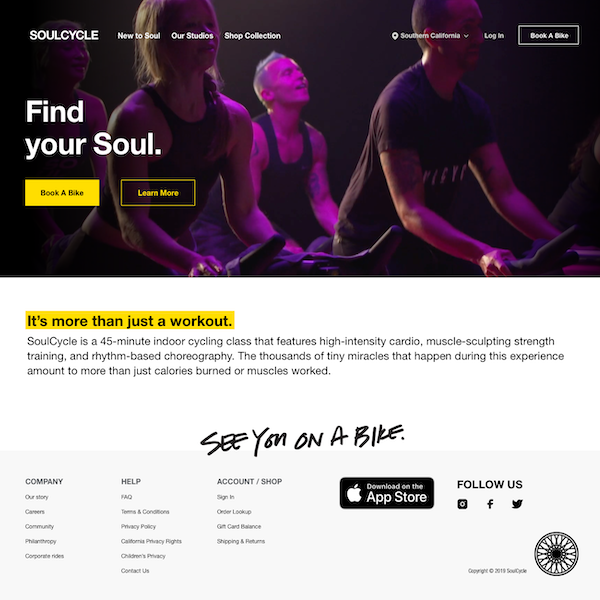 SOULCYCLE
New to Soul
Our Studios
Shop Collection
Southern California
Log In
Book A Bike
Find
your Soul.
Book A Bike
Learn More
It's more than just a workout.
SoulCycle is a 45-minute indoor cycling class that features high-intensity cardio, muscle-sculpting strength
training, and rhythm-based choreography. The thousands of tiny miracles that happen during this experience
amount to more than just calories burned or muscles worked.
SEE YOU ON A BIKE.
COMPANY
Our story
Careers
Community
Philanthropy
Corporate rides
HELP
FAQ
Terms & Conditions
Privacy Policy
California Privacy Rights
Children's Privacy
Contact Us
ACCOUNT / SHOP
Sign In
Order Lookup
Gift Card Balance
Shipping & Returns
Download on the
App Store
FOLLOW US
Copyright © 2019 SoulCycle